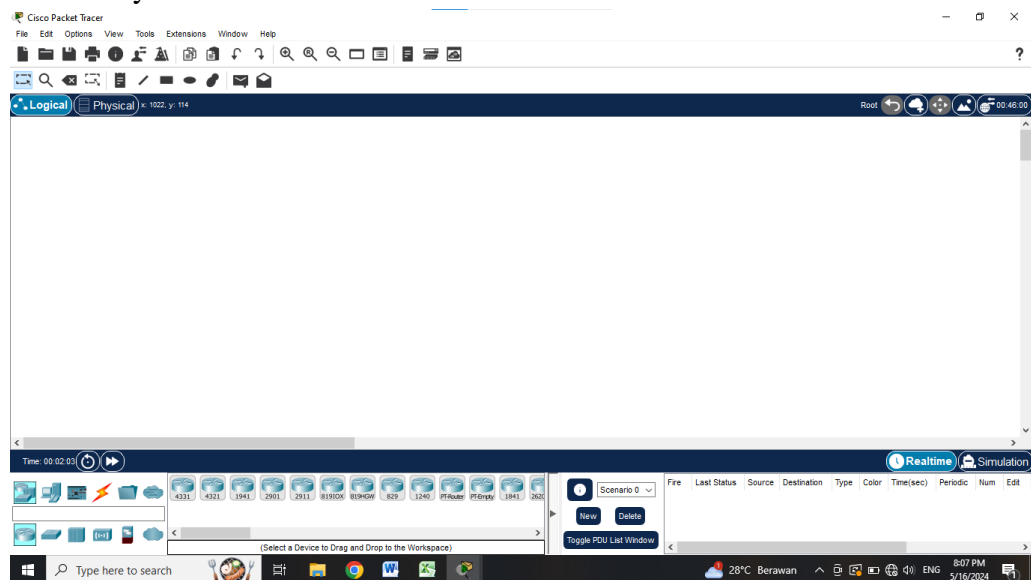 Cisco Packet Tracer
File Edit Options View Tools Extensions Window Help
?
Logical Physical x: 1022, y: 114 Root 00:46:00
Time: 00:02:03 Realtime Simulation
4331 4321 1941 2901 2911 819IOX 819HGW 829 1240 PT-Router PT-Empty 1841 2620
(Select a Device to Drag and Drop to the Workspace)
Scenario 0
New Delete
Toggle PDU List Window
Fire Last Status Source Destination Type Color Time(sec) Periodic Num Edit
Type here to search 28°C Berawan ENG 8:07 PM
5/16/2024